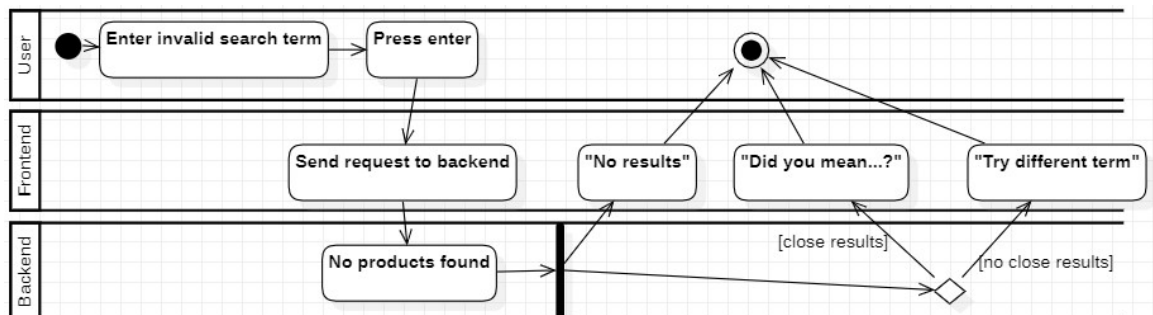 User
Enter invalid search term
Press enter
Frontend
Send request to backend
"No results"
"Did you mean...?"
"Try different term"
Backend
No products found
[close results]
[no close results]